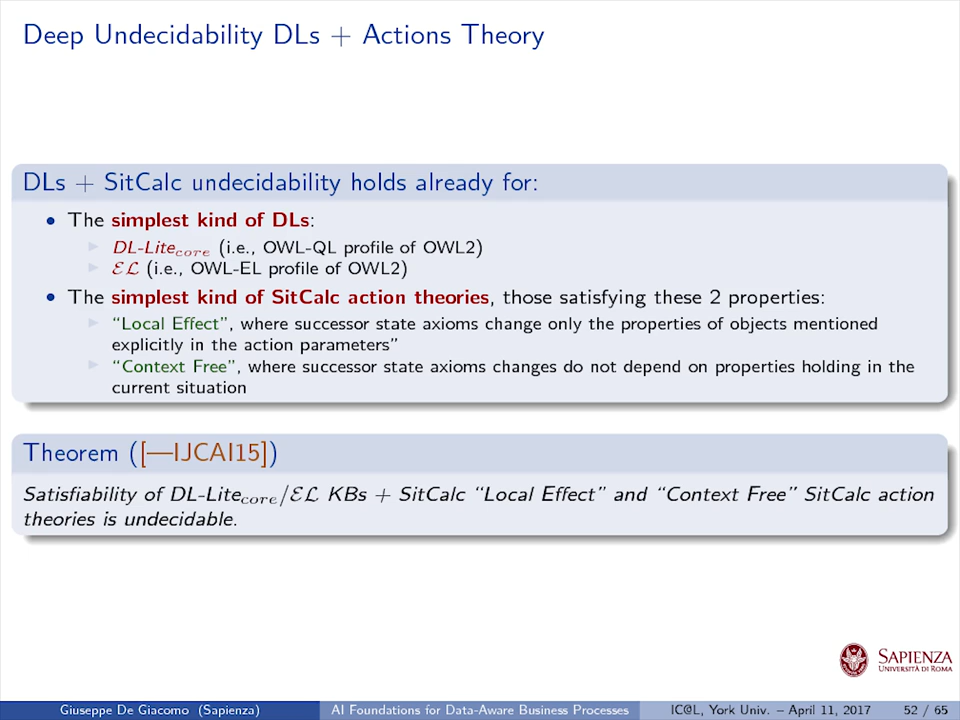 Deep Undecidability DLs + Actions Theory
DLs + SitCalc undecidability holds already for:
• The simplest kind of DLs:
▶ DL-Lite_core (i.e., OWL-QL profile of OWL2)
▶ ℰℒ (i.e., OWL-EL profile of OWL2)
• The simplest kind of SitCalc action theories, those satisfying these 2 properties:
▶ “Local Effect”, where successor state axioms change only the properties of objects mentioned
explicitly in the action parameters”
▶ “Context Free”, where successor state axioms changes do not depend on properties holding in the
current situation
Theorem ([—IJCAI15])
Satisfiability of DL-Lite_core/ℰℒ KBs + SitCalc “Local Effect” and “Context Free” SitCalc action
theories is undecidable.
SAPIENZA
UNIVERSITÀ DI ROMA
Giuseppe De Giacomo (Sapienza) AI Foundations for Data-Aware Business Processes IC@L, York Univ. – April 11, 2017 52 / 65